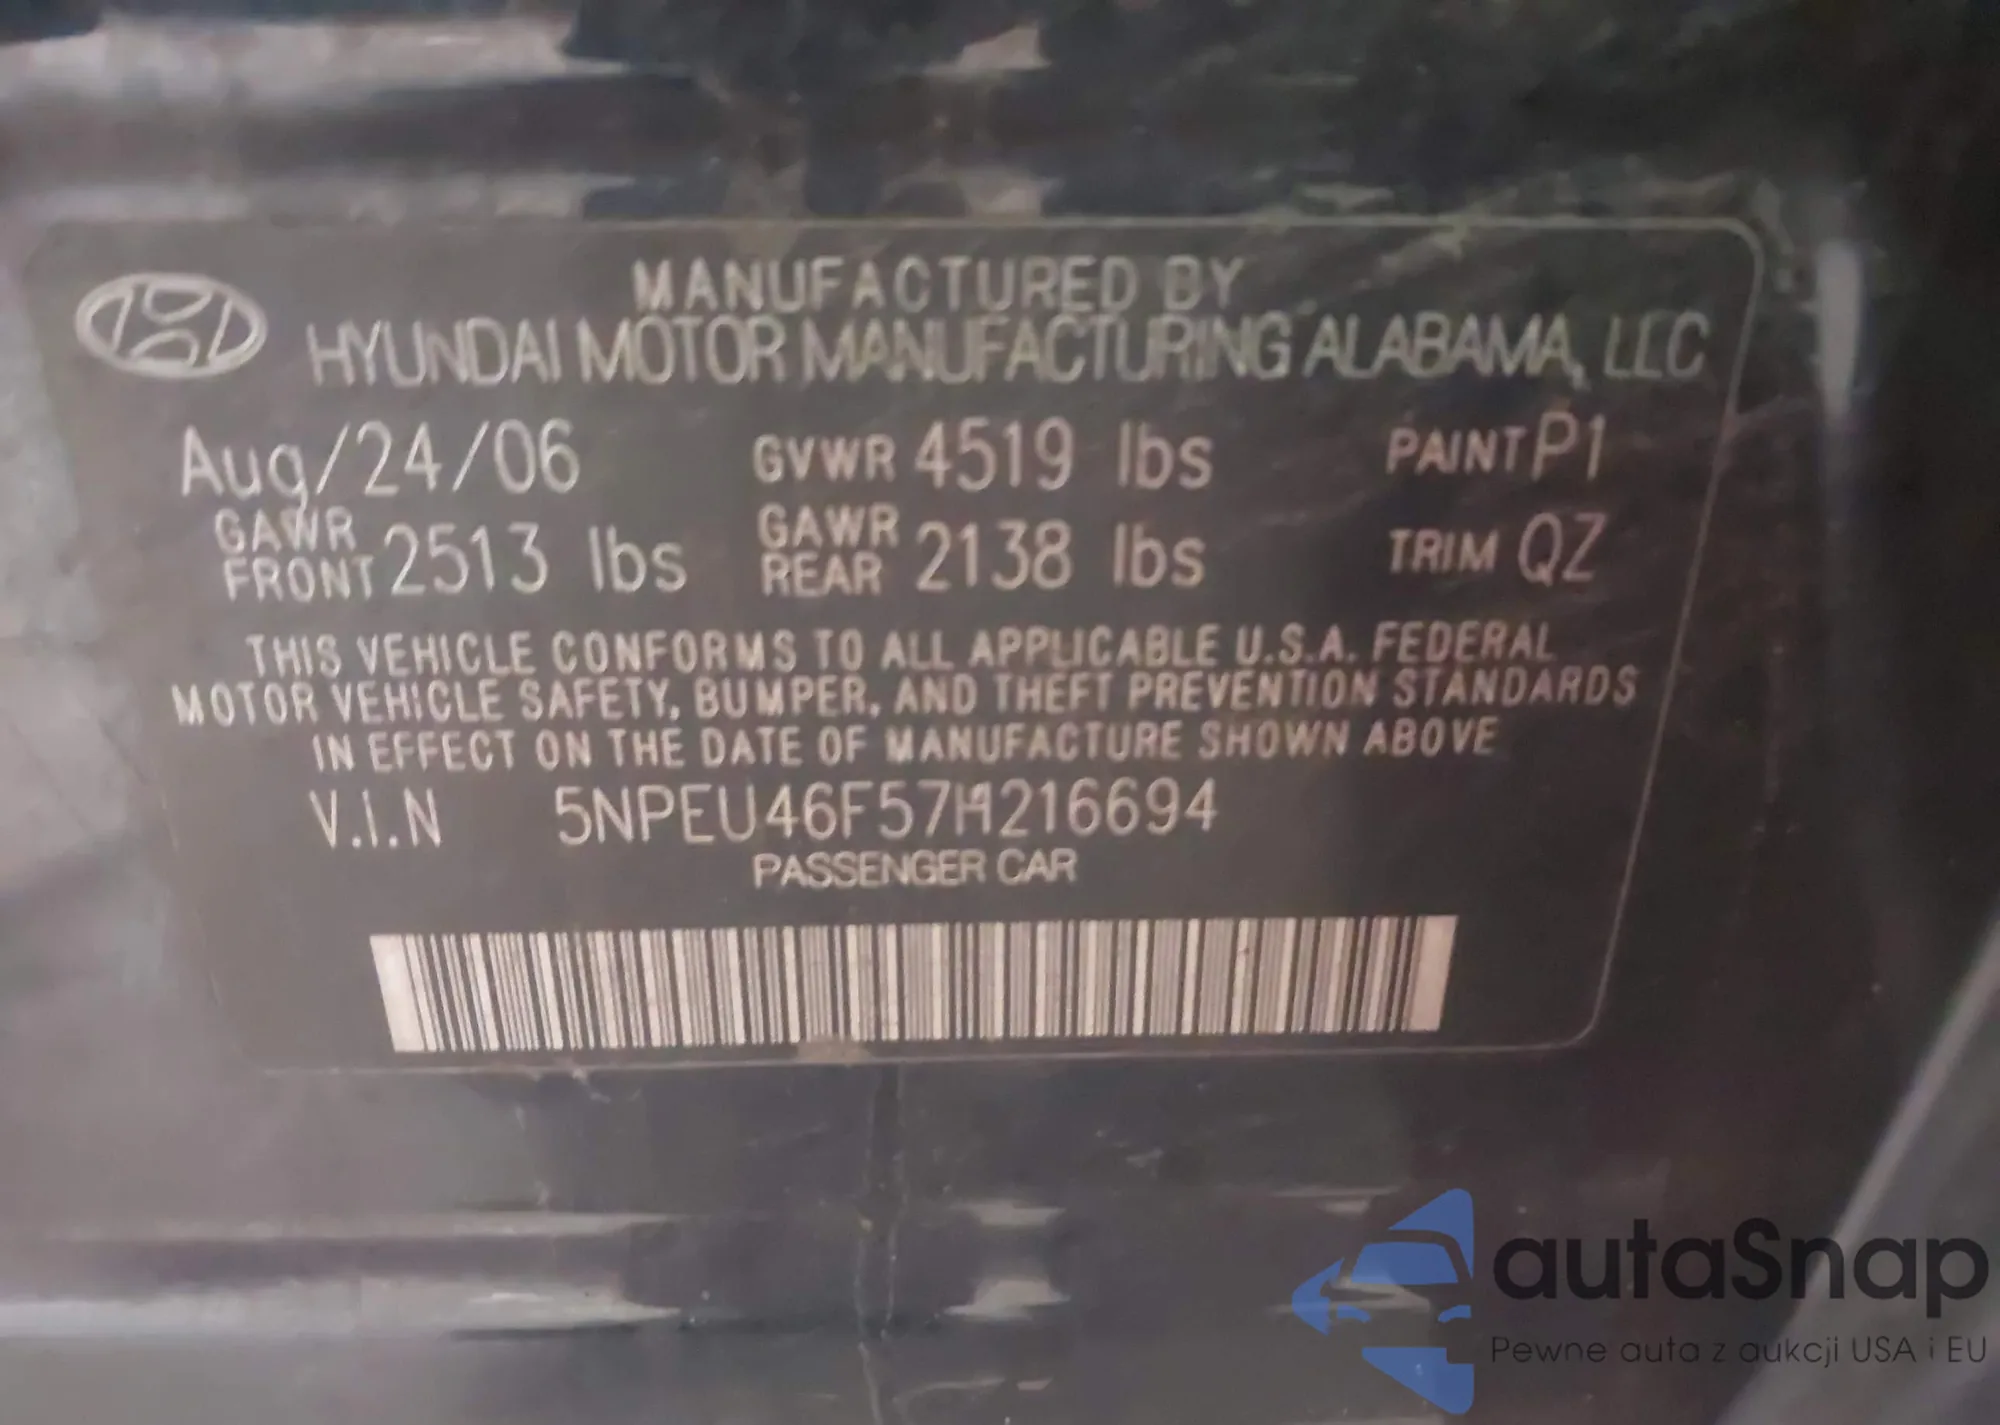 MANUFACTURED BY
HYUNDAI MOTOR MANUFACTURING ALABAMA, LLC
Aug/24/06 GVWR 4519 lbs PAINT P1
GAWR FRONT 2513 lbs GAWR REAR 2138 lbs TRIM QZ
THIS VEHICLE CONFORMS TO ALL APPLICABLE U.S.A. FEDERAL
MOTOR VEHICLE SAFETY, BUMPER, AND THEFT PREVENTION STANDARDS
IN EFFECT ON THE DATE OF MANUFACTURE SHOWN ABOVE
V.I.N 5NPEU46F57H216694
PASSENGER CAR
autaSnap
Pewne auta z aukcji USA i EU